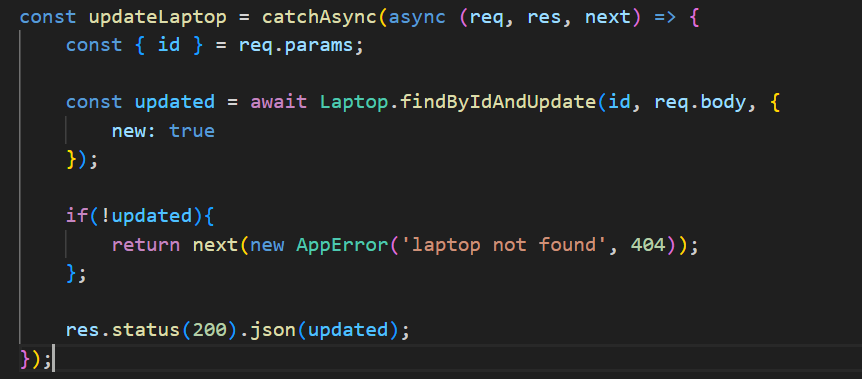 const updateLaptop = catchAsync(async (req, res, next) => {
    const { id } = req.params;

    const updated = await Laptop.findByIdAndUpdate(id, req.body, {
        new: true
    });

    if(!updated){
        return next(new AppError('laptop not found', 404));
    };

    res.status(200).json(updated);
});